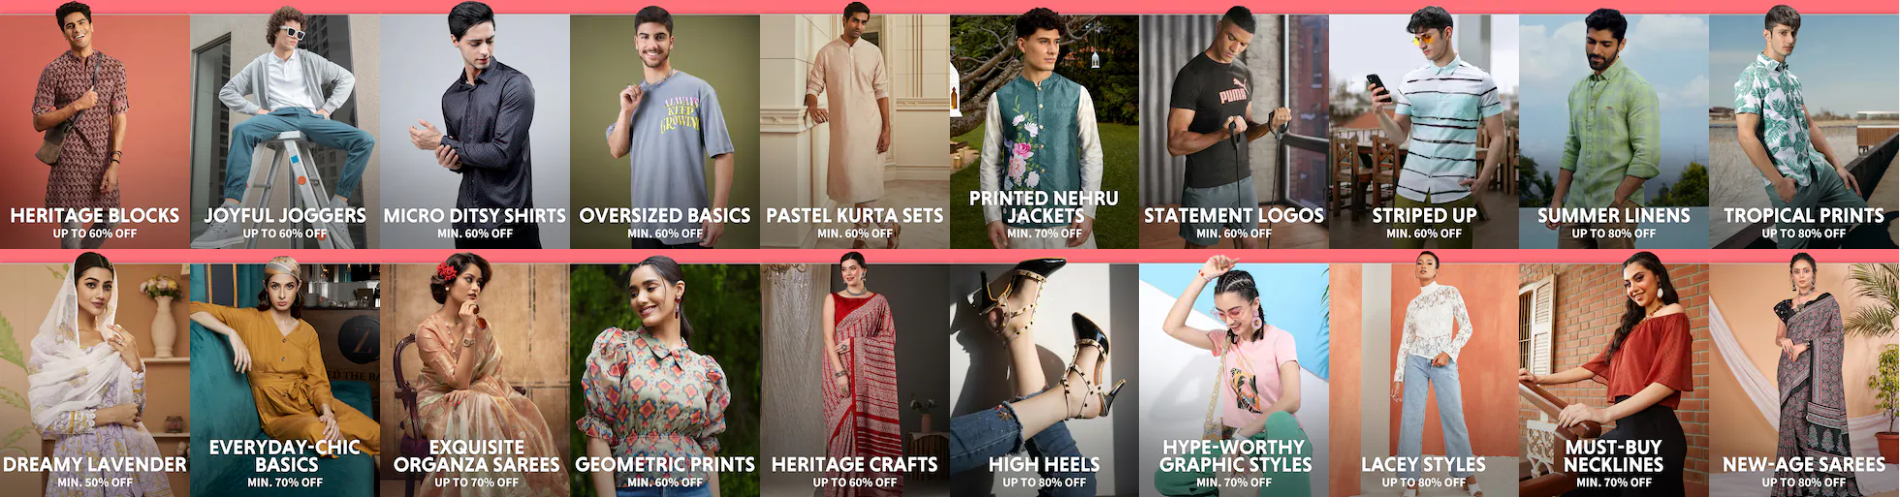 HERITAGE BLOCKS
UP TO 60% OFF
JOYFUL JOGGERS
UP TO 60% OFF
MICRO DITSY SHIRTS
MIN. 60% OFF
ALWAYS
KEEP
GROWING
OVERSIZED BASICS
MIN. 60% OFF
PASTEL KURTA SETS
MIN. 60% OFF
PRINTED NEHRU
JACKETS
MIN. 70% OFF
PUMA
STATEMENT LOGOS
MIN. 60% OFF
STRIPED UP
MIN. 60% OFF
SUMMER LINENS
UP TO 80% OFF
TROPICAL PRINTS
UP TO 80% OFF
DREAMY LAVENDER
MIN. 50% OFF
EVERYDAY-CHIC
BASICS
MIN. 70% OFF
EXQUISITE
ORGANZA SAREES
UP TO 70% OFF
GEOMETRIC PRINTS
MIN. 60% OFF
HERITAGE CRAFTS
UP TO 60% OFF
HIGH HEELS
UP TO 80% OFF
HYPE-WORTHY
GRAPHIC STYLES
MIN. 70% OFF
LACEY STYLES
UP TO 80% OFF
MUST-BUY
NECKLINES
MIN. 70% OFF
NEW-AGE SAREES
UP TO 80% OFF